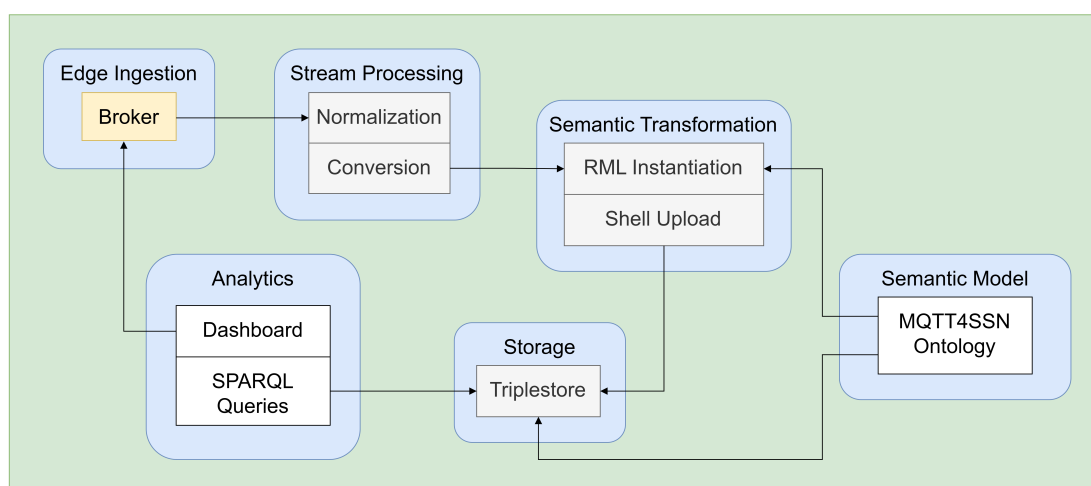 Edge Ingestion
Broker
Stream Processing
Normalization
Conversion
Semantic Transformation
RML Instantiation
Shell Upload
Analytics
Dashboard
SPARQL
Queries
Storage
Triplestore
Semantic Model
MQTT4SSN
Ontology